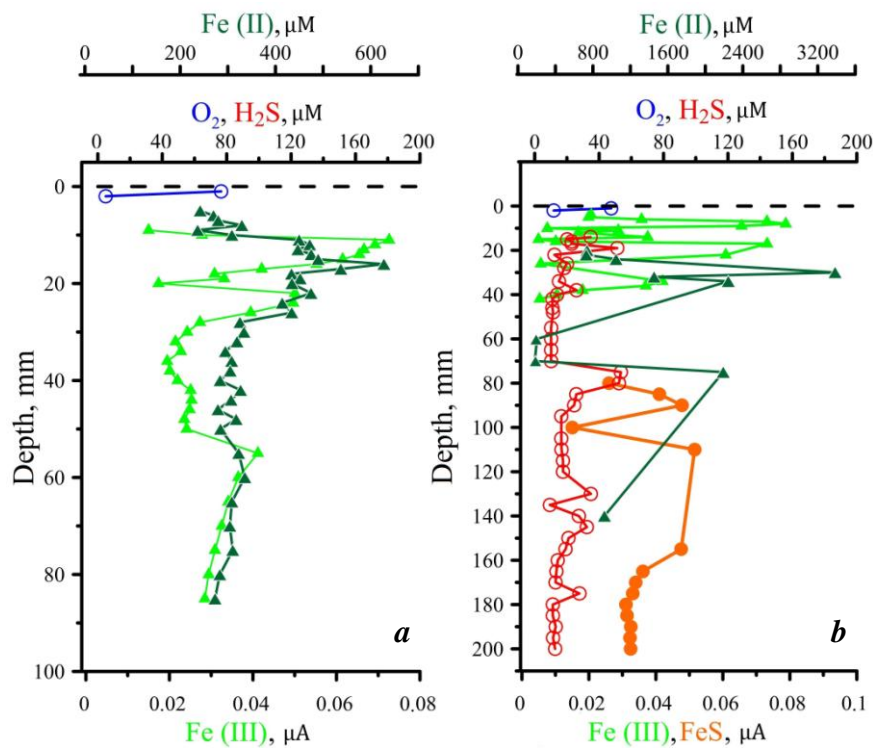 Fe (II), μM
0 200 400 600
O₂, H₂S, μM
0 40 80 120 160 200
Depth, mm
0
20
40
60
80
100
a
0.02 0.04 0.06 0.08
Fe (III), μA
Fe (II), μM
0 800 1600 2400 3400
O₂, H₂S, μM
0 40 80 120 160 200
Depth, mm
0
20
40
60
80
100
120
140
160
180
200
b
0 0.02 0.04 0.06 0.08 0.1
Fe (III), FeS, μA